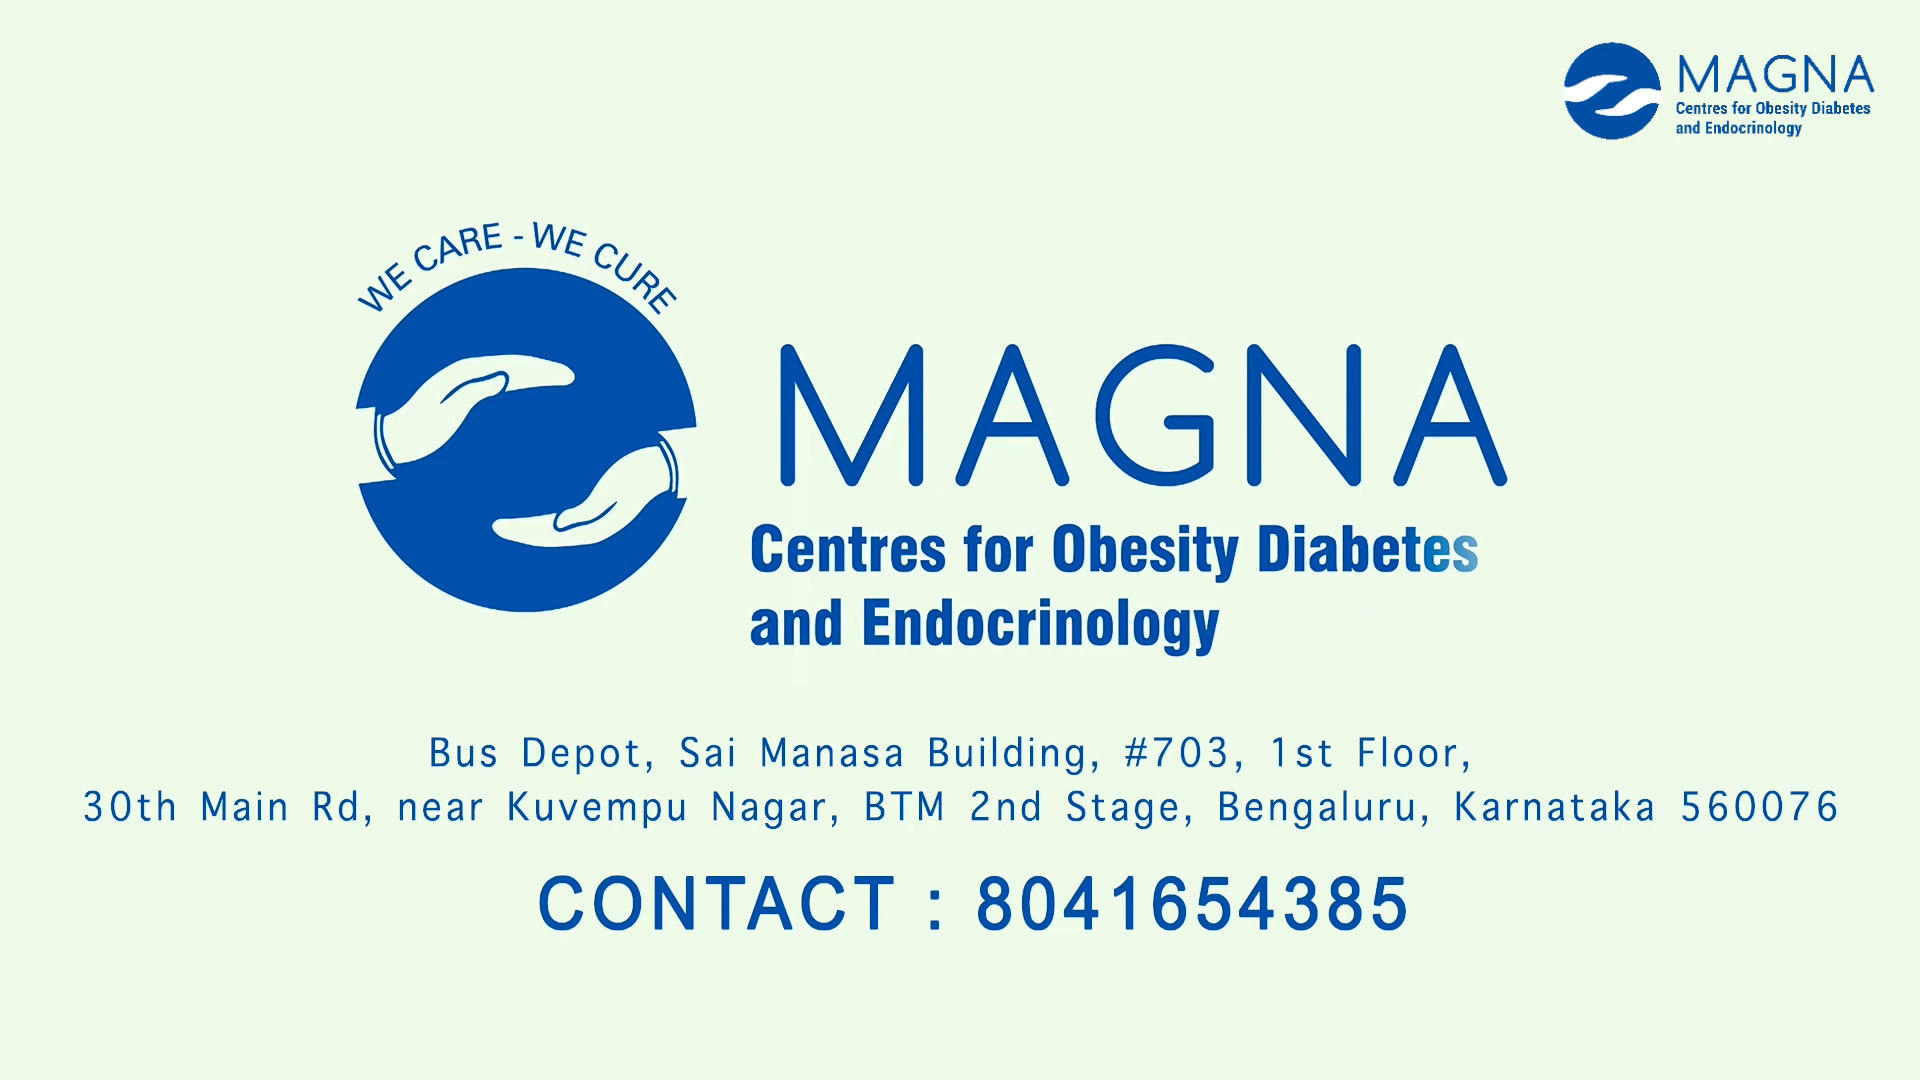 MAGNA
Centres for Obesity Diabetes
and Endocrinology
WE CARE - WE CURE
MAGNA
Centres for Obesity Diabetes
and Endocrinology
Bus Depot, Sai Manasa Building, #703, 1st Floor,
30th Main Rd, near Kuvempu Nagar, BTM 2nd Stage, Bengaluru, Karnataka 560076
CONTACT : 8041654385